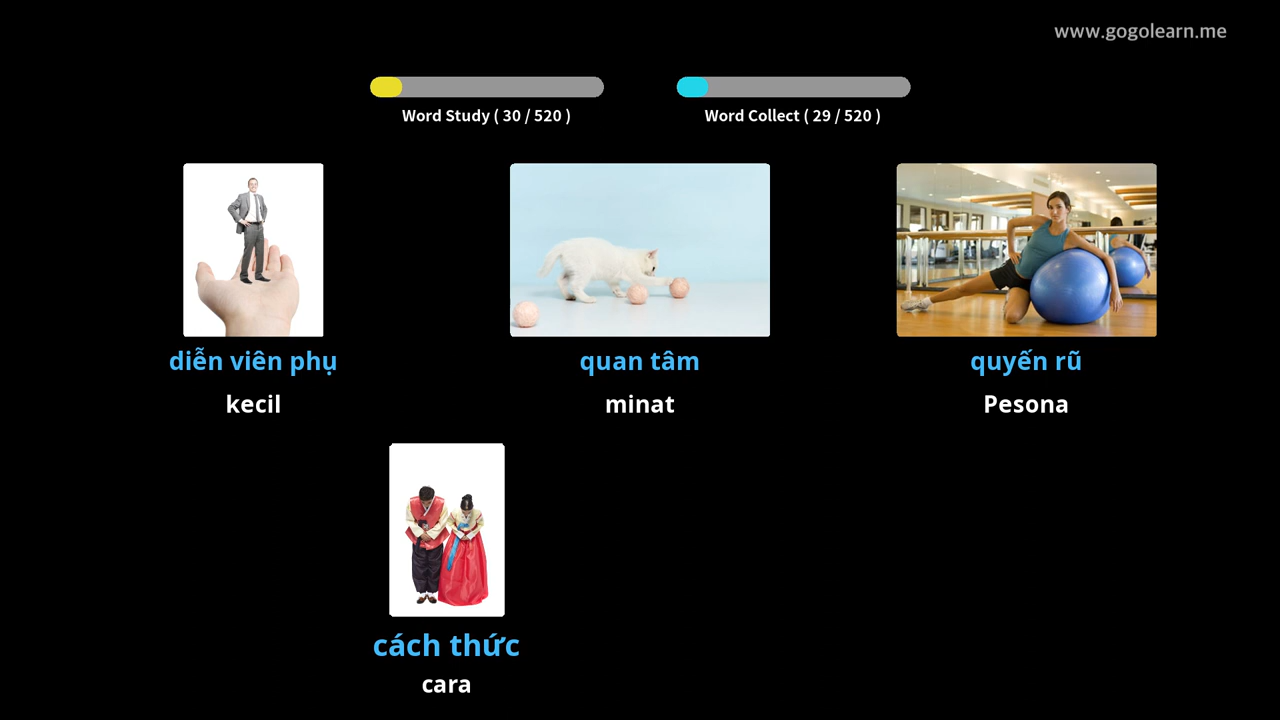 www.gogolearn.me
Word Study ( 30 / 520 )
Word Collect ( 29 / 520 )
diễn viên phụ
kecil
quan tâm
minat
quyến rũ
Pesona
cách thức
cara